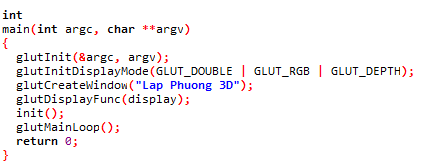 int
main(int argc, char **argv)
{
  glutInit(&argc, argv);
  glutInitDisplayMode(GLUT_DOUBLE | GLUT_RGB | GLUT_DEPTH);
  glutCreateWindow("Lap Phuong 3D");
  glutDisplayFunc(display);
  init();
  glutMainLoop();
  return 0;
}